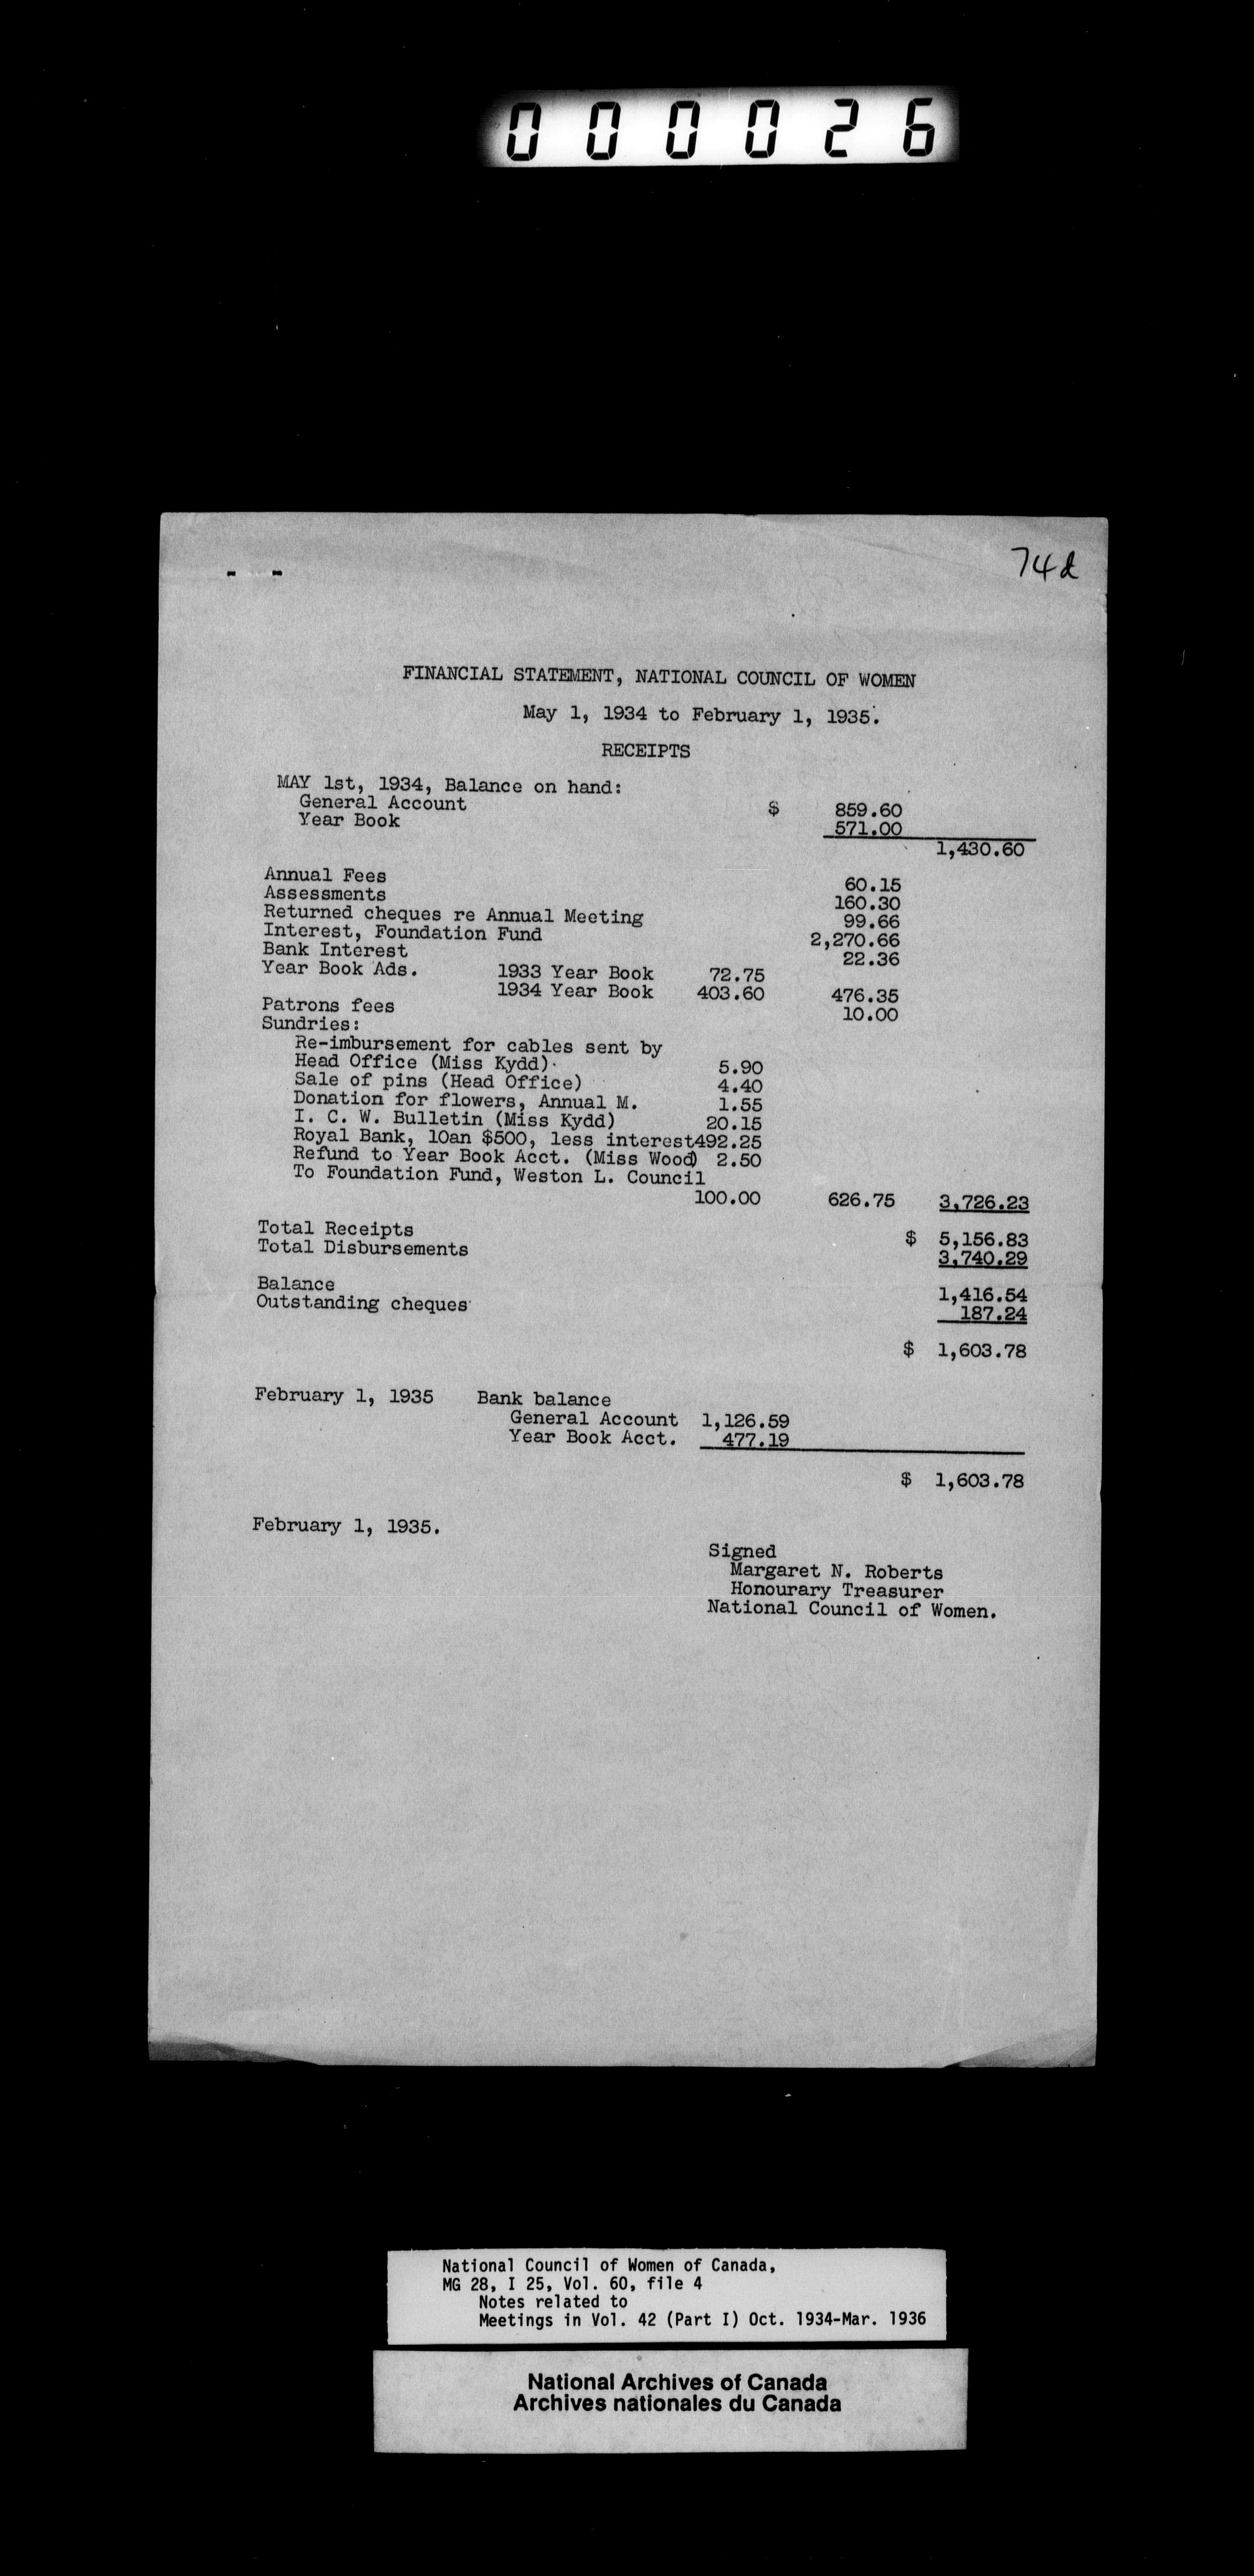 000026
74d
FINANCIAL STATEMENT, NATIONAL COUNCIL OF WOMEN
May 1, 1934 to February 1, 1935.
RECEIPTS
MAY 1st, 1934, Balance on hand:
General Account $ 859.60
Year Book 571.00
1,430.60
Annual Fees 60.15
Assessments 160.30
Returned cheques re Annual Meeting 99.66
Interest, Foundation Fund 2,270.66
Bank Interest 22.36
Year Book Ads. 1933 Year Book 72.75
1934 Year Book 403.60 476.35
Patrons fees 10.00
Sundries:
Re-imbursement for cables sent by
Head Office (Miss Kydd) 5.90
Sale of pins (Head Office) 4.40
Donation for flowers, Annual M. 1.55
I. C. W. Bulletin (Miss Kydd) 20.15
Royal Bank, 10an $500, less interest492.25
Refund to Year Book Acct. (Miss Wood) 2.50
To Foundation Fund, Weston L. Council
100.00 626.75 3,726.23
Total Receipts $ 5,156.83
Total Disbursements 3,740.29
Balance 1,416.54
Outstanding cheques 187.24
$ 1,603.78
February 1, 1935 Bank balance
General Account 1,126.59
Year Book Acct. 477.19
$ 1,603.78
February 1, 1935.
Signed
Margaret N. Roberts
Honourary Treasurer
National Council of Women.
National Council of Women of Canada,
MG 28, I 25, Vol. 60, file 4
Notes related to
Meetings in Vol. 42 (Part I) Oct. 1934-Mar. 1936
National Archives of Canada
Archives nationales du Canada